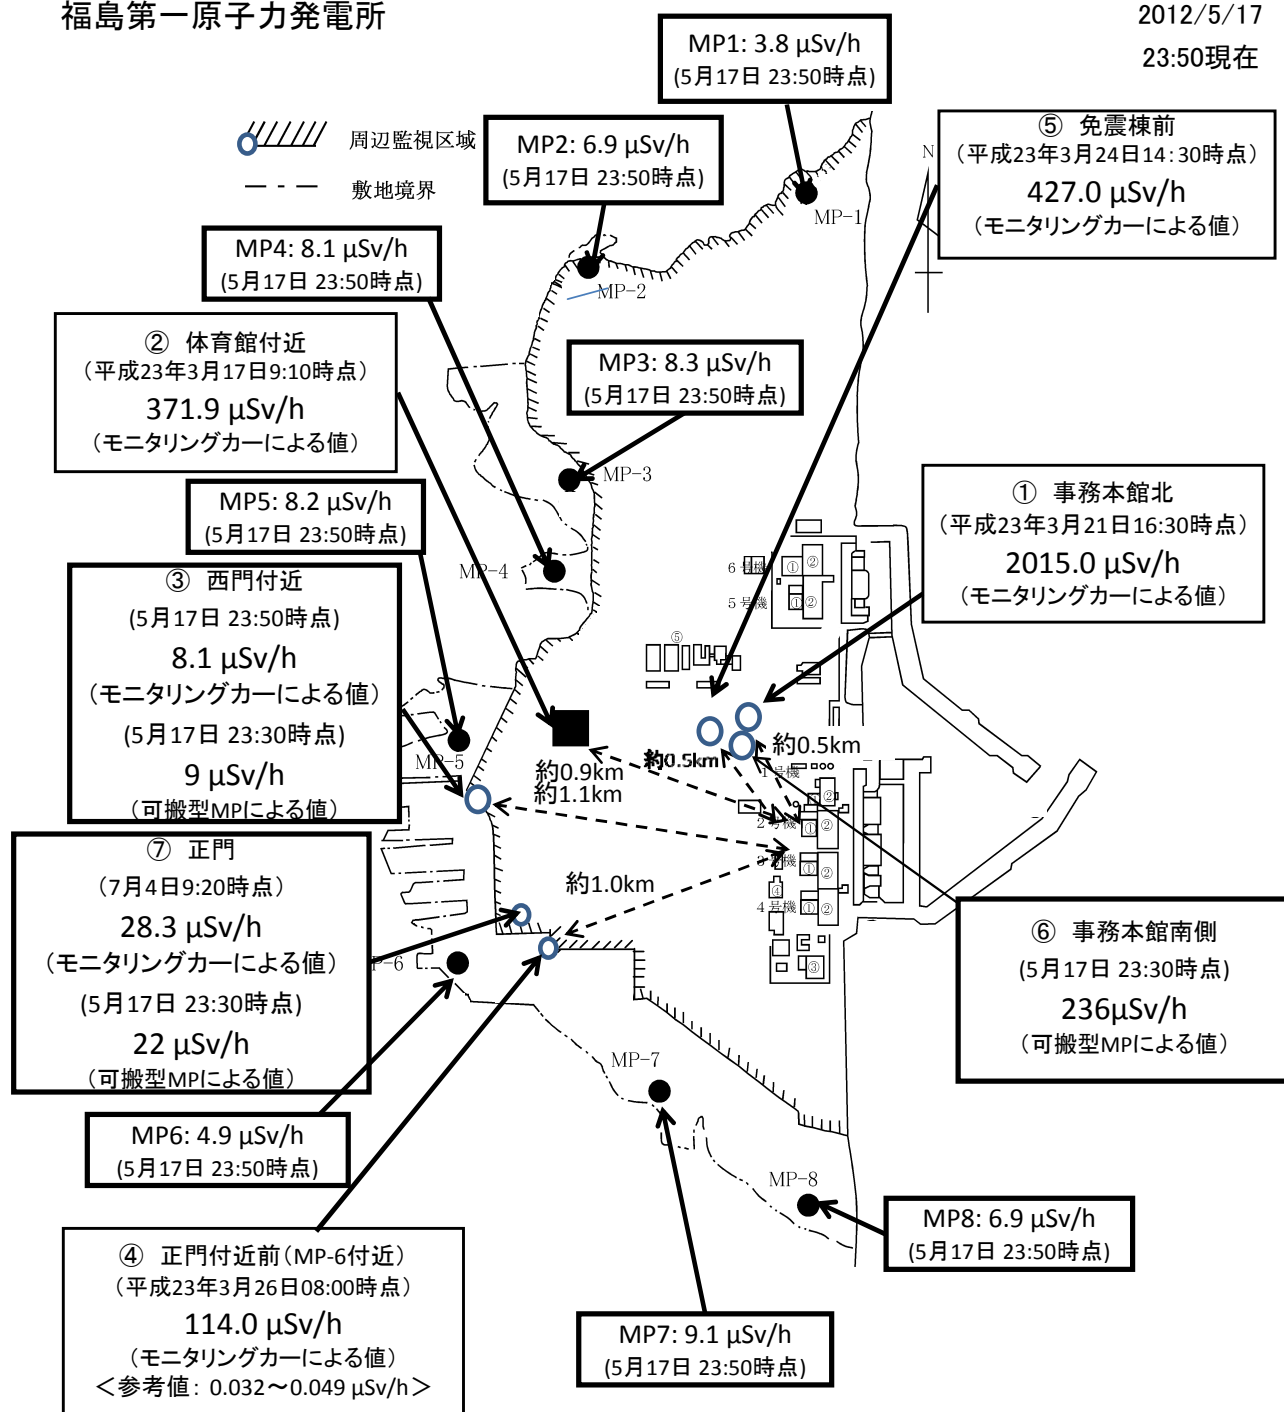 福島第一原子力発電所
2012/5/17
23:50現在
周辺監視区域
敷地境界
MP1: 3.8 μSv/h
(5月17日 23:50時点)
MP2: 6.9 μSv/h
(5月17日 23:50時点)
⑤ 免震棟前
(平成23年3月24日14:30時点)
427.0 μSv/h
(モニタリングカーによる値)
N
MP-1
MP4: 8.1 μSv/h
(5月17日 23:50時点)
MP-2
② 体育館付近
(平成23年3月17日9:10時点)
371.9 μSv/h
(モニタリングカーによる値)
MP3: 8.3 μSv/h
(5月17日 23:50時点)
MP-3
MP5: 8.2 μSv/h
(5月17日 23:50時点)
① 事務本館北
(平成23年3月21日16:30時点)
2015.0 μSv/h
(モニタリングカーによる値)
MP-4
6号機
① ②
5号機
① ②
③ 西門付近
(5月17日 23:50時点)
8.1 μSv/h
(モニタリングカーによる値)
(5月17日 23:30時点)
9 μSv/h
(可搬型MPによる値)
⑤
MP-5
約0.9km
約1.1km
約0.5km
約0.5km
1号機
②
2号機
① ②
3号機
① ②
④
4号機
① ②
③
約1.0km
⑦ 正門
(7月4日9:20時点)
28.3 μSv/h
(モニタリングカーによる値)
(5月17日 23:30時点)
22 μSv/h
(可搬型MPによる値)
P-6
⑥ 事務本館南側
(5月17日 23:30時点)
236μSv/h
(可搬型MPによる値)
MP-7
MP6: 4.9 μSv/h
(5月17日 23:50時点)
MP-8
MP8: 6.9 μSv/h
(5月17日 23:50時点)
④ 正門付近前(MP-6付近)
(平成23年3月26日08:00時点)
114.0 μSv/h
(モニタリングカーによる値)
<参考値: 0.032～0.049 μSv/h>
MP7: 9.1 μSv/h
(5月17日 23:50時点)